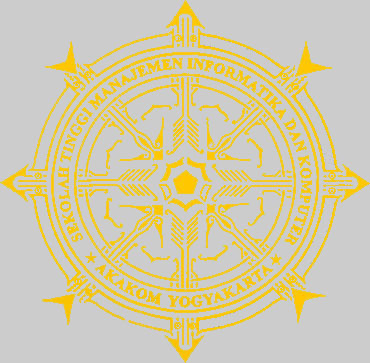 SEKOLAH TINGGI MANAJEMEN INFORMATIKA DAN KOMPUTER
★ AKAKOM YOGYAKARTA ★